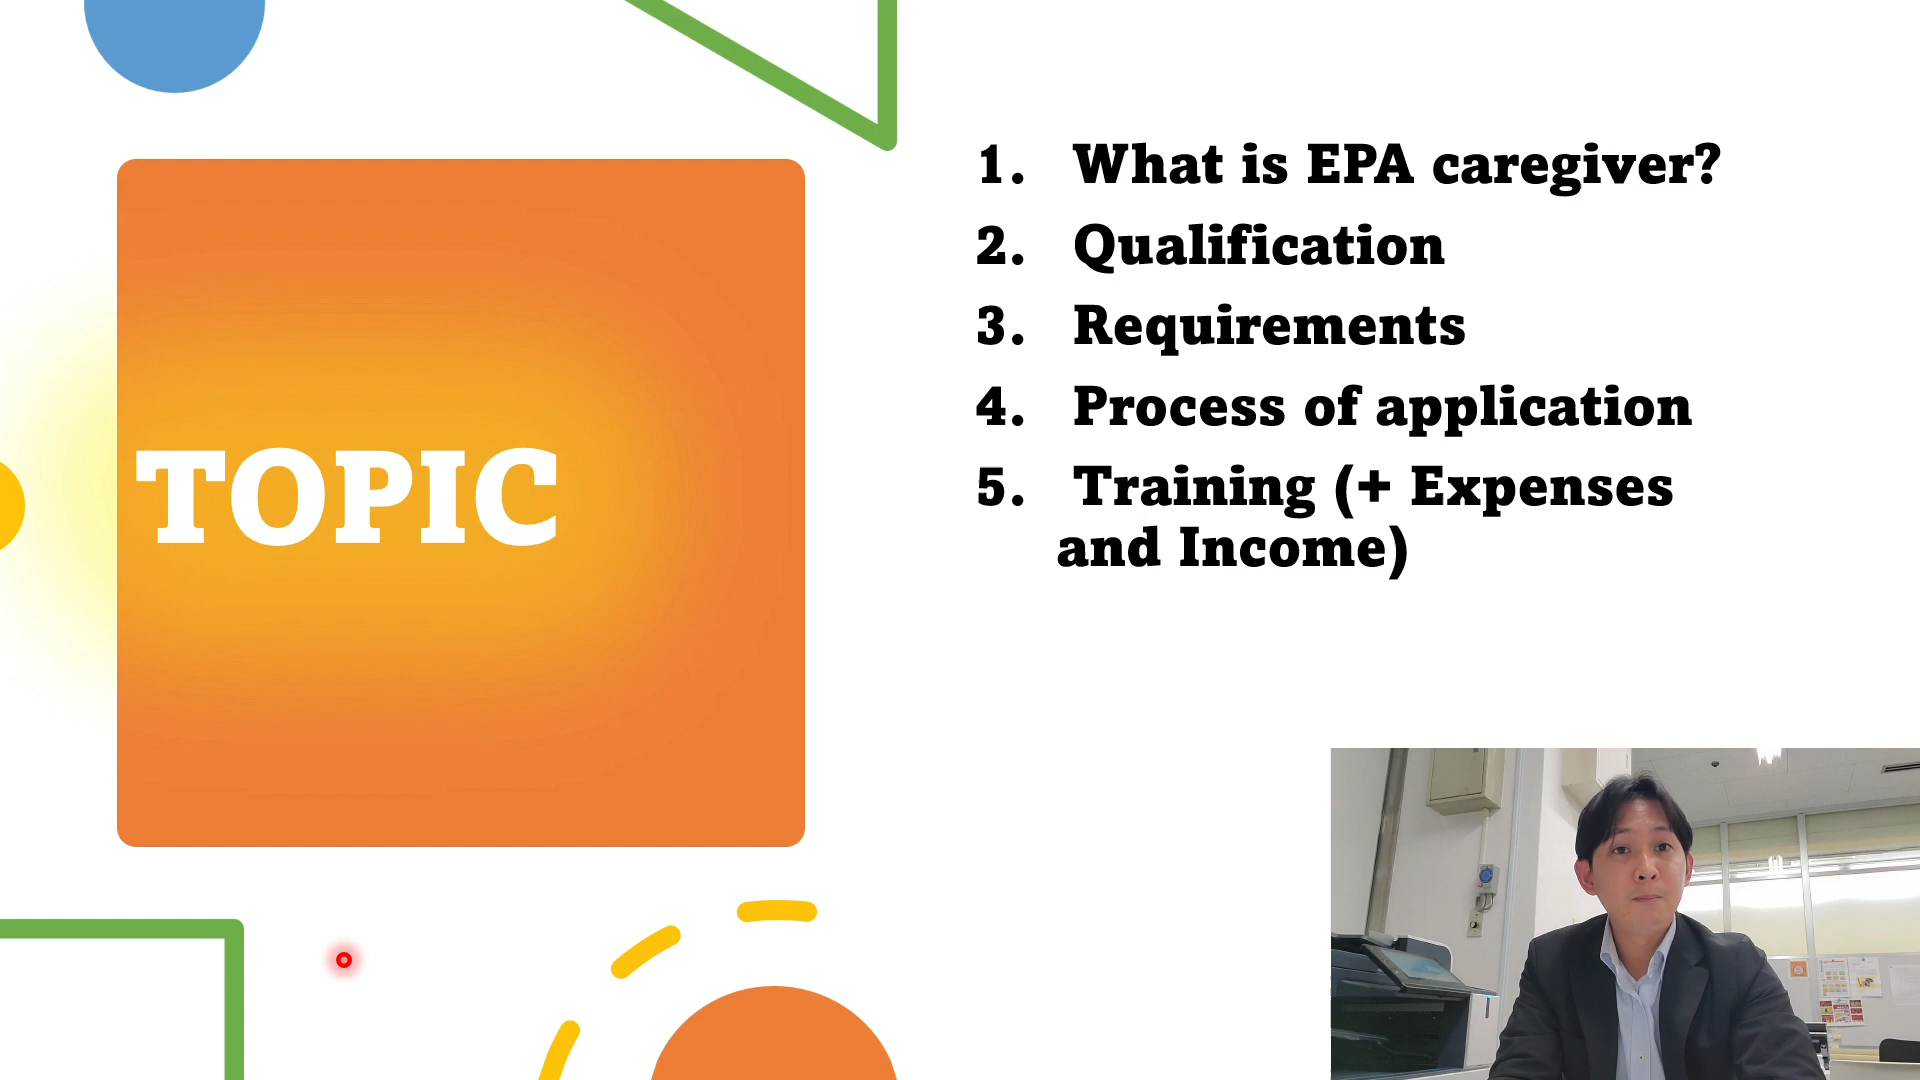 TOPIC
1. What is EPA caregiver?
2. Qualification
3. Requirements
4. Process of application
5. Training (+ Expenses
and Income)